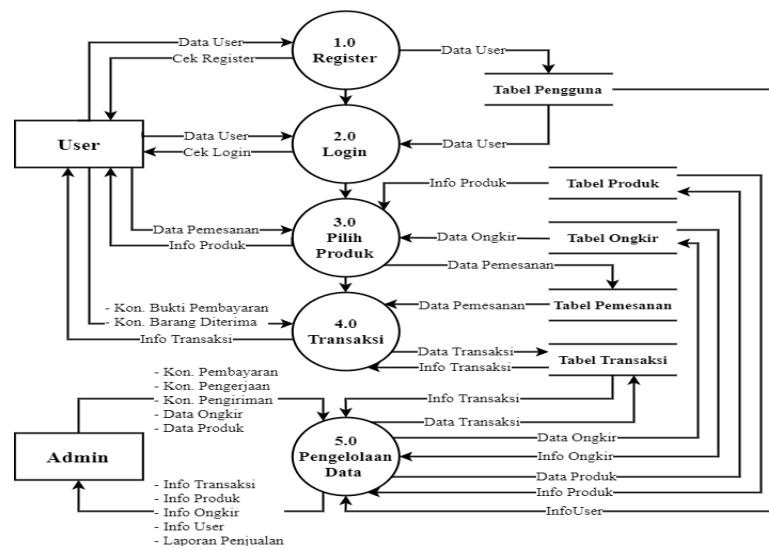 1.0
Register
Data User
Cek Register
Data User
Tabel Pengguna
User
Data User
Cek Login
2.0
Login
Data User
Info Produk
Tabel Produk
Data Pemesanan
Info Produk
3.0
Pilih
Produk
Data Ongkir
Tabel Ongkir
Data Pemesanan
- Kon. Bukti Pembayaran
- Kon. Barang Diterima
Info Transaksi
4.0
Transaksi
Data Pemesanan
Tabel Pemesanan
Data Transaksi
Info Transaksi
Tabel Transaksi
- Kon. Pembayaran
- Kon. Pengerjaan
- Kon. Pengiriman
- Data Ongkir
- Data Produk
Info Transaksi
Data Transaksi
Admin
5.0
Pengelolaan
Data
Data Ongkir
Info Ongkir
Data Produk
Info Produk
InfoUser
- Info Transaksi
- Info Produk
- Info Ongkir
- Info User
- Laporan Penjualan